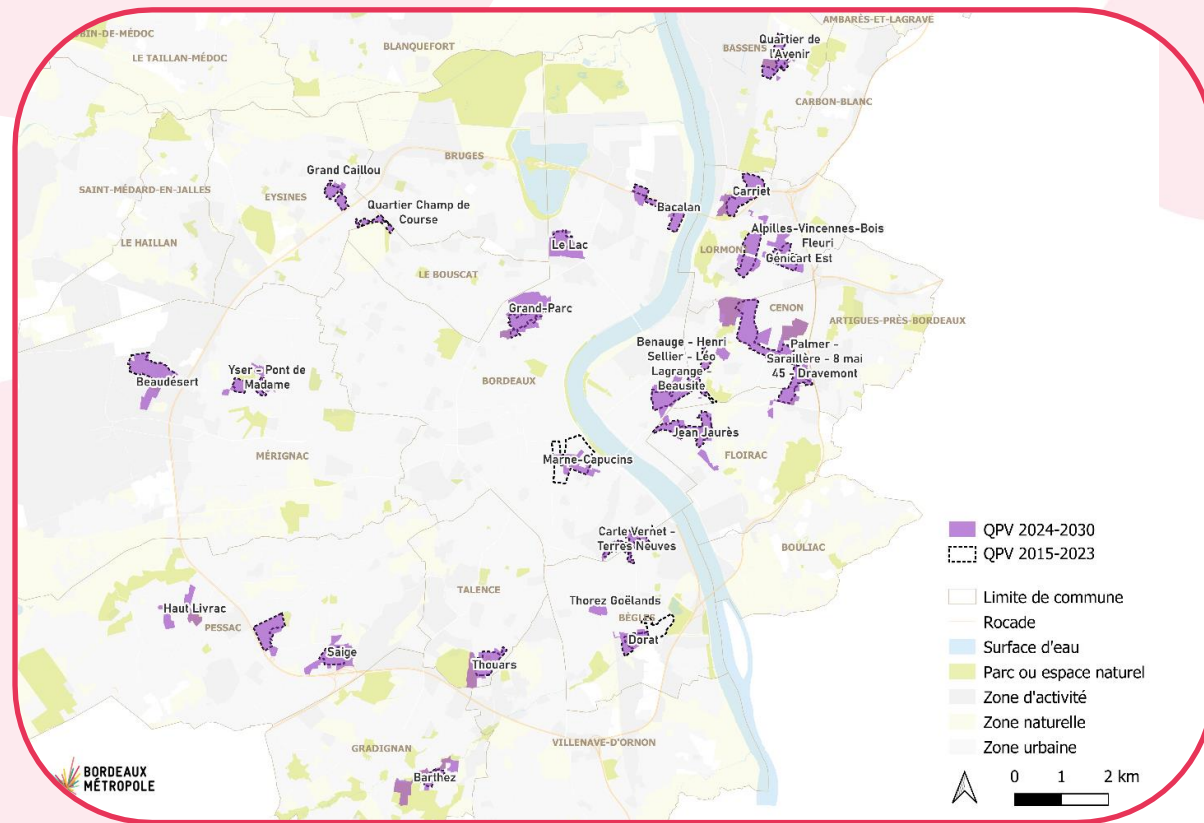 AMBARÈS-ET-LAGRAVE
BIN-DE-MÉDOC
BLANQUEFORT
BASSENS
Quartier de
l'Avenir
LE TAILLAN-MÉDOC
CARBON-BLANC
BRUGES
Grand Caillou
SAINT-MÉDARD-EN-JALLES
EYSINES
Carriet
Quartier Champ de
Course
Bacalan
Alpilles-Vincennes-Bois
Fleuri
LE HAILLAN
Le Lac
LORMONT
Génicart Est
LE BOUSCAT
Grand-Parc
CENON
ARTIGUES-PRÈS-BORDEAUX
Benauge - Henri
Sellier - Léo
Lagrange -
Beausite
Palmer -
Saraillère - 8 mai
45 - Dravemont
Beaudésert
Yser - Pont de
Madame
BORDEAUX
Jean Jaurès
MÉRIGNAC
Marne-Capucins
FLOIRAC
Carle Vernet -
Terres Neuves
BOULIAC
TALENCE
Haut Livrac
Thorez Goëlands
PESSAC
BÈGLES
Dorat
Saige
Thouars
GRADIGNAN
VILLENAVE-D'ORNON
Barthez
BORDEAUX
MÉTROPOLE
QPV 2024-2030
QPV 2015-2023
Limite de commune
Rocade
Surface d'eau
Parc ou espace naturel
Zone d'activité
Zone naturelle
Zone urbaine
0 1 2 km